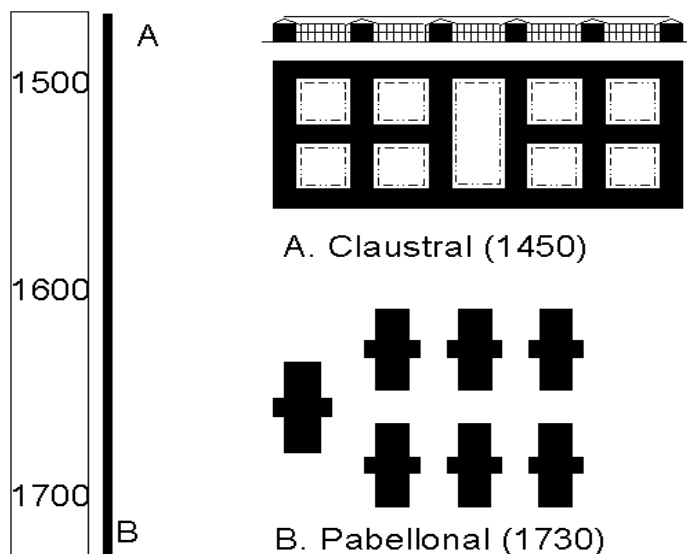 A
1500
A. Claustral (1450)
1600
1700
B
B. Pabellonal (1730)